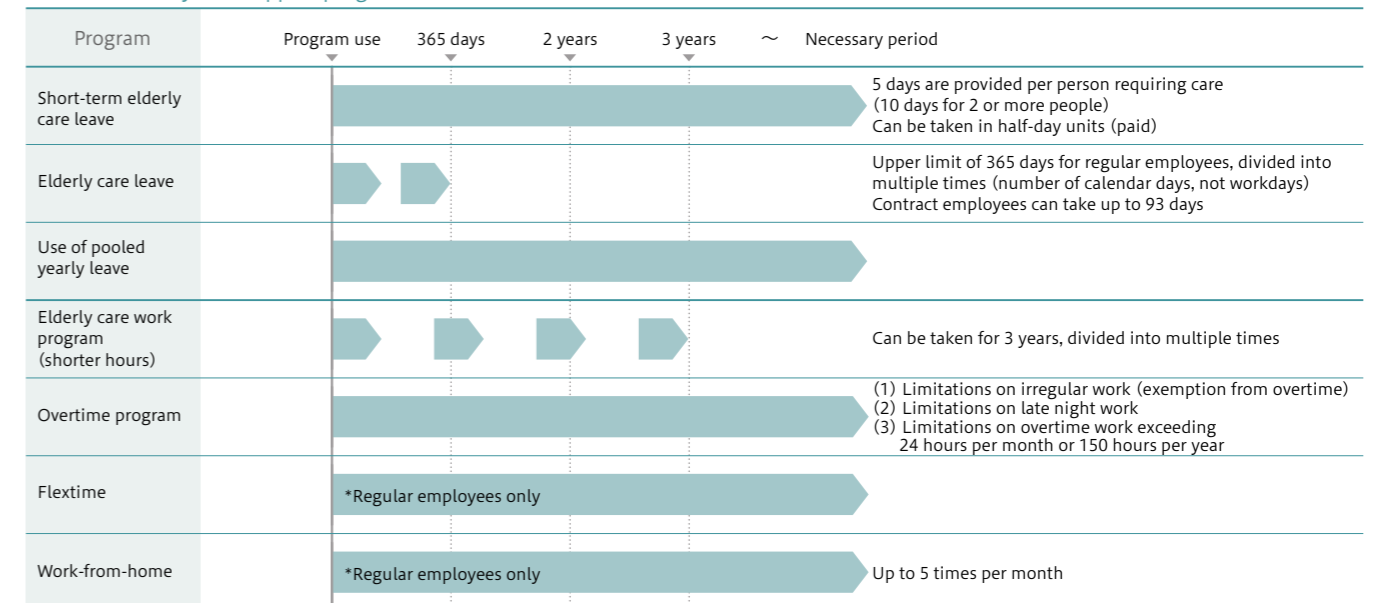 Program
Program use 365 days 2 years 3 years ～ Necessary period
Short-term elderly
care leave
5 days are provided per person requiring care
(10 days for 2 or more people)
Can be taken in half-day units (paid)
Elderly care leave
Upper limit of 365 days for regular employees, divided into
multiple times (number of calendar days, not workdays)
Contract employees can take up to 93 days
Use of pooled
yearly leave
Elderly care work
program
(shorter hours)
Can be taken for 3 years, divided into multiple times
Overtime program
(1) Limitations on irregular work (exemption from overtime)
(2) Limitations on late night work
(3) Limitations on overtime work exceeding
24 hours per month or 150 hours per year
Flextime
*Regular employees only
Work-from-home
*Regular employees only
Up to 5 times per month